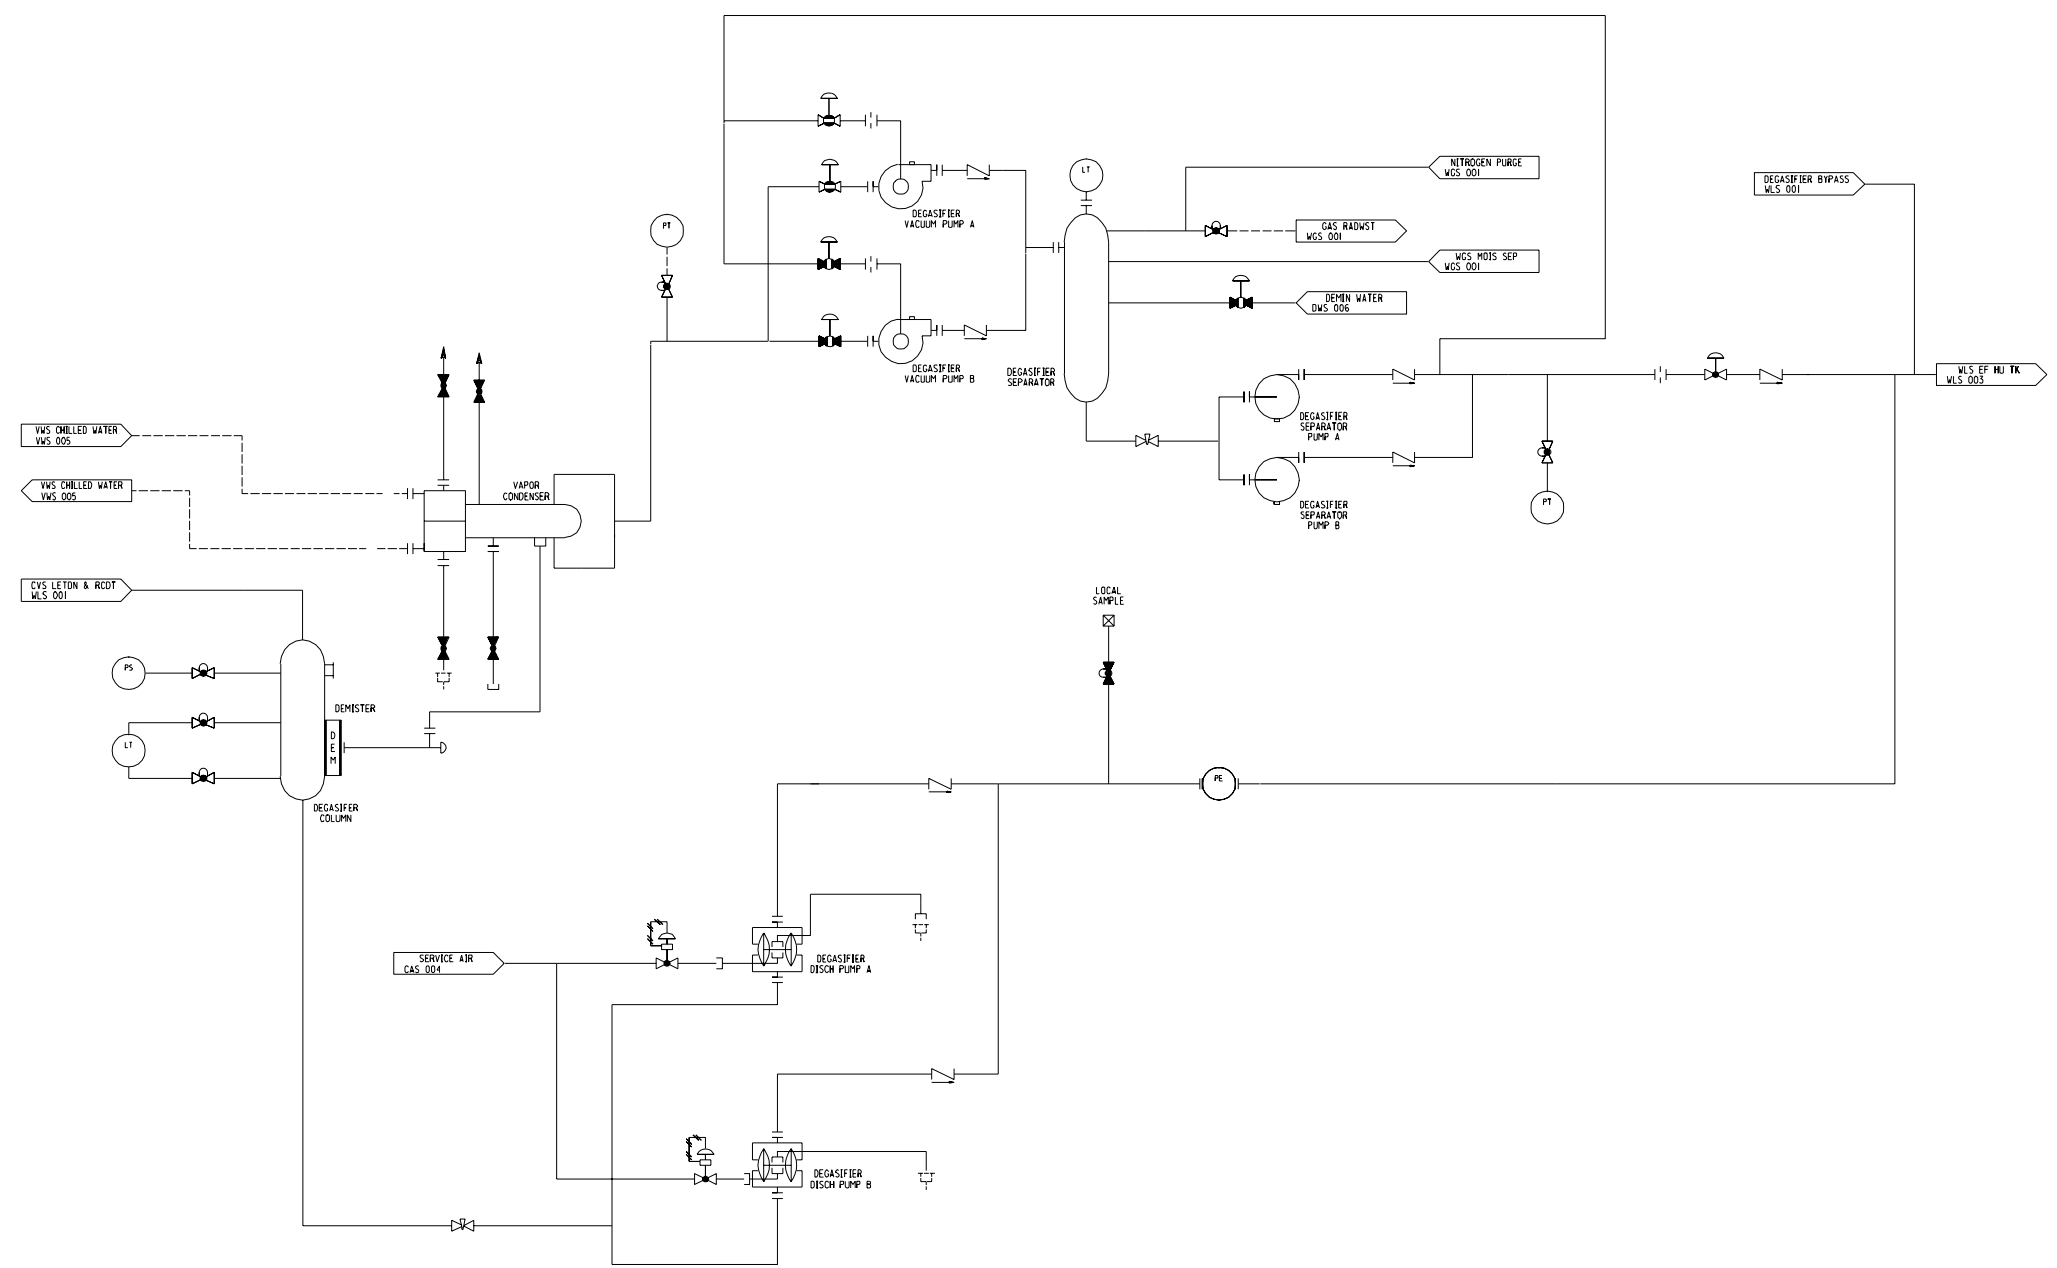 NITROGEN PURGE
WGS 001
DEGASIFIER BYPASS
WLS 001
LT
DEGASIFIER
VACUUM PUMP A
PT
GAS RADWST
WGS 001
WGS MOIS SEP
WGS 001
DEMIN WATER
DWS 006
DEGASIFIER
VACUUM PUMP B
DEGASIFIER
SEPARATOR
WLS EF HU TK
WLS 003
DEGASIFIER
SEPARATOR
PUMP A
VWS CHILLED WATER
VWS 005
VWS CHILLED WATER
VWS 005
VAPOR
CONDENSER
PT
DEGASIFIER
SEPARATOR
PUMP B
CVS LETDN & RCDT
WLS 001
LOCAL
SAMPLE
PS
DEMISTER
D
E
M
LT
PE
DEGASIFER
COLUMN
SERVICE AIR
CAS 004
DEGASIFIER
DISCH PUMP A
DEGASIFIER
DISCH PUMP B